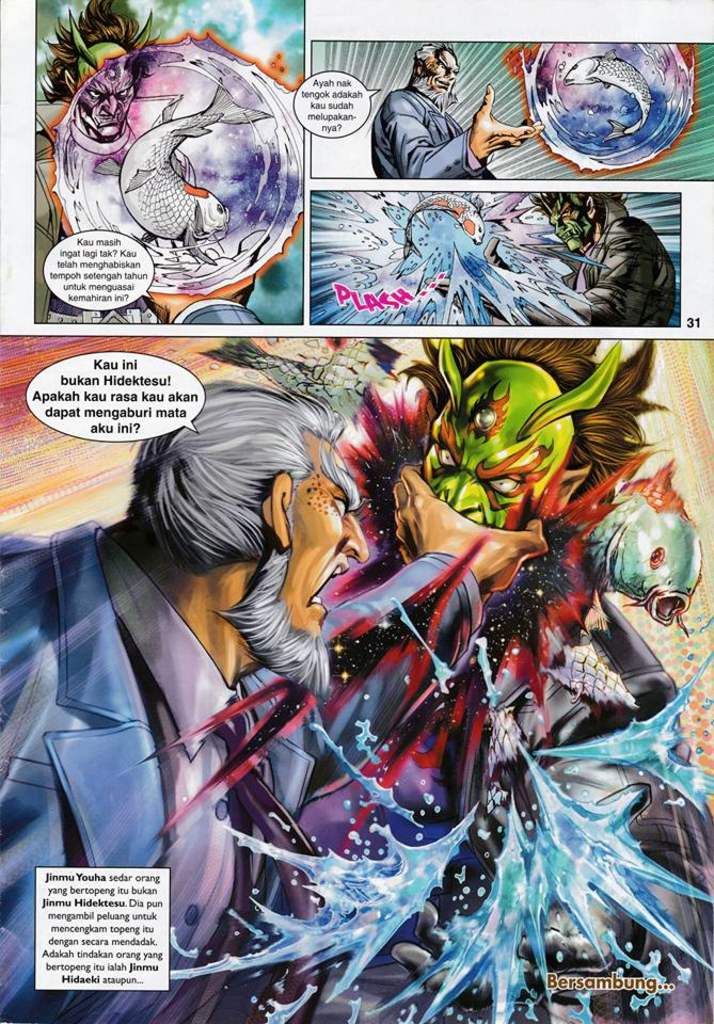 Kau masih
ingat lagi tak? Kau
telah menghabiskan
tempoh setengah tahun
untuk menguasai
kemahiran ini?
Ayah nak
tengok adakah
kau sudah
melupakan-
nya?
PLASH...
31
Kau ini
bukan Hidektesu!
Apakah kau rasa kau akan
dapat mengaburi mata
aku ini?
Jinmu Youha sedar orang
yang bertopeng itu bukan
Jinmu Hidektesu. Dia pun
mengambil peluang untuk
mencengkam topeng itu
dengan secara mendadak.
Adakah tindakan orang yang
bertopeng itu ialah Jinmu
Hidaeki ataupun...
Bersambung...